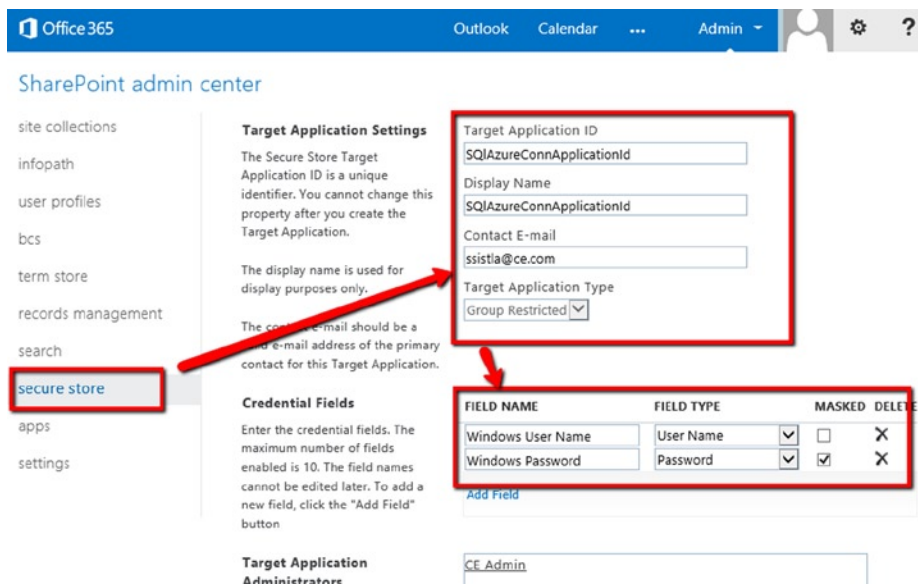 Office 365
Outlook Calendar ... Admin ?
SharePoint admin center
site collections
infopath
user profiles
bcs
term store
records management
search
secure store
apps
settings
Target Application Settings
The Secure Store Target
Application ID is a unique
identifier. You cannot change this
property after you create the
Target Application.
The display name is used for
display purposes only.
The e-mail should be a
e-mail address of the primary
contact for this Target Application.
Target Application ID
SQlAzureConnApplicationId
Display Name
SQlAzureConnApplicationId
Contact E-mail
ssistla@ce.com
Target Application Type
Group Restricted
Credential Fields
Enter the credential fields. The
maximum number of fields
enabled is 10. The field names
cannot be edited later. To add a
new field, click the "Add Field"
button
FIELD NAME FIELD TYPE MASKED DELETE
Windows User Name User Name
Windows Password Password
Add Field
Target Application
Administrators
CE Admin